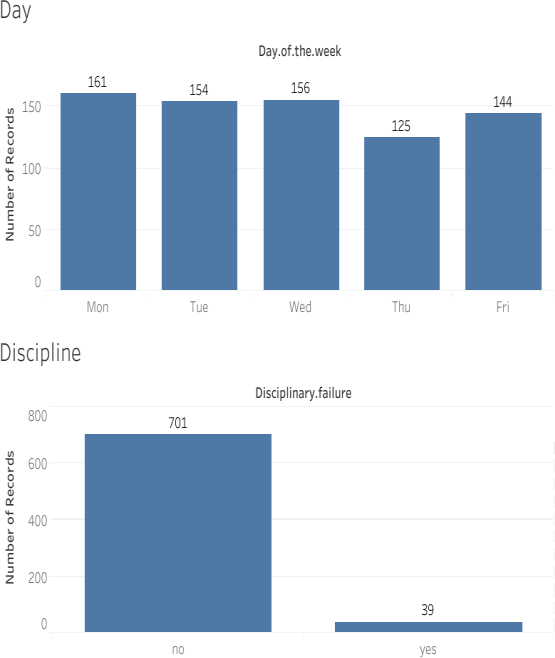 Day
Day.of.the.week
Number of Records
150
100
50
0
161
154
156
125
144
Mon Tue Wed Thu Fri
Discipline
Disciplinary.failure
Number of Records
800
600
400
200
0
701
39
no yes